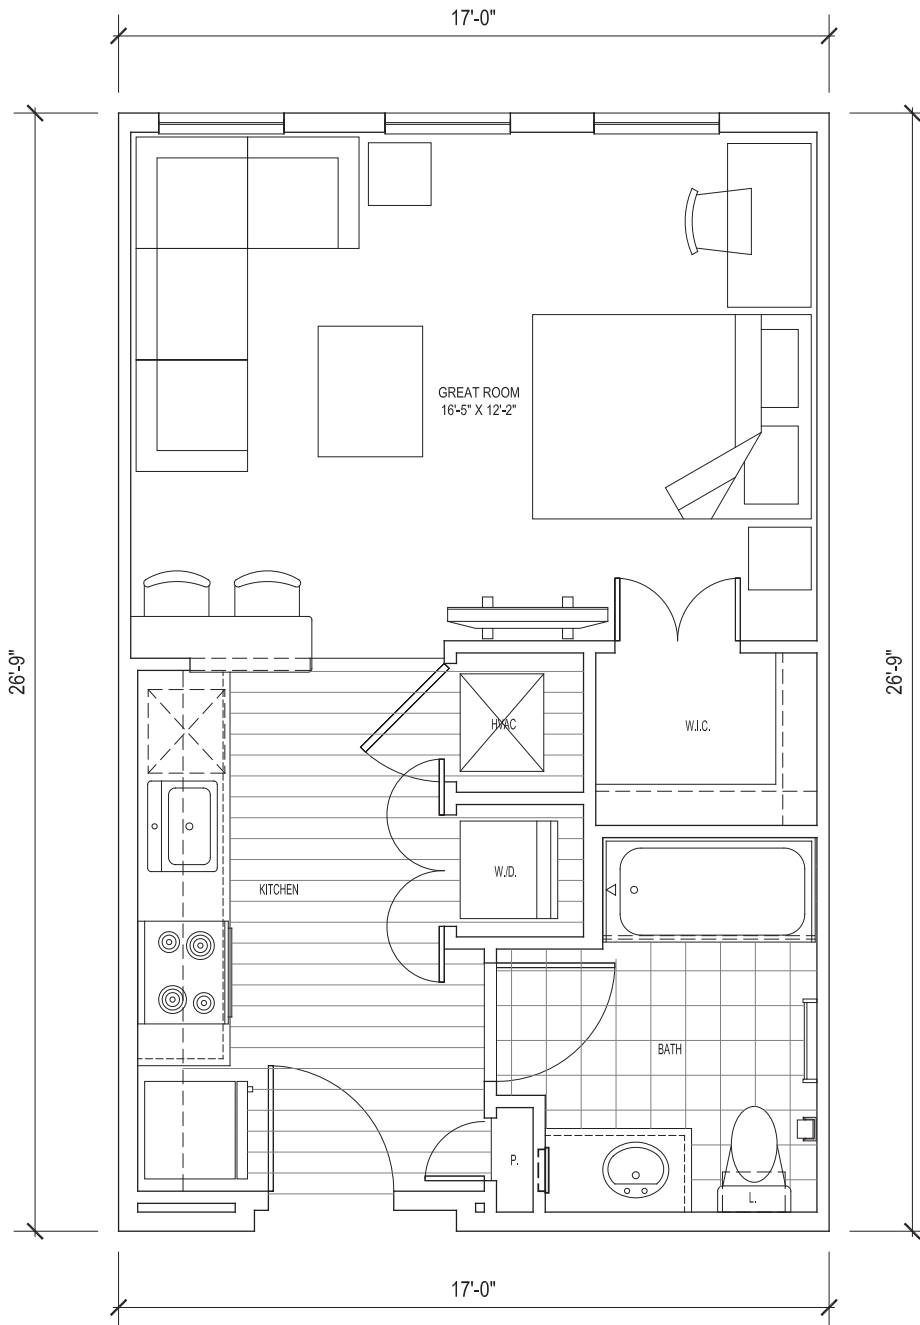 17'-0"
GREAT ROOM
16'-5" X 12'-2"
26'-9"
26'-9"
HVAC
W.I.C.
W./D.
KITCHEN
BATH
P.
L.
17'-0"